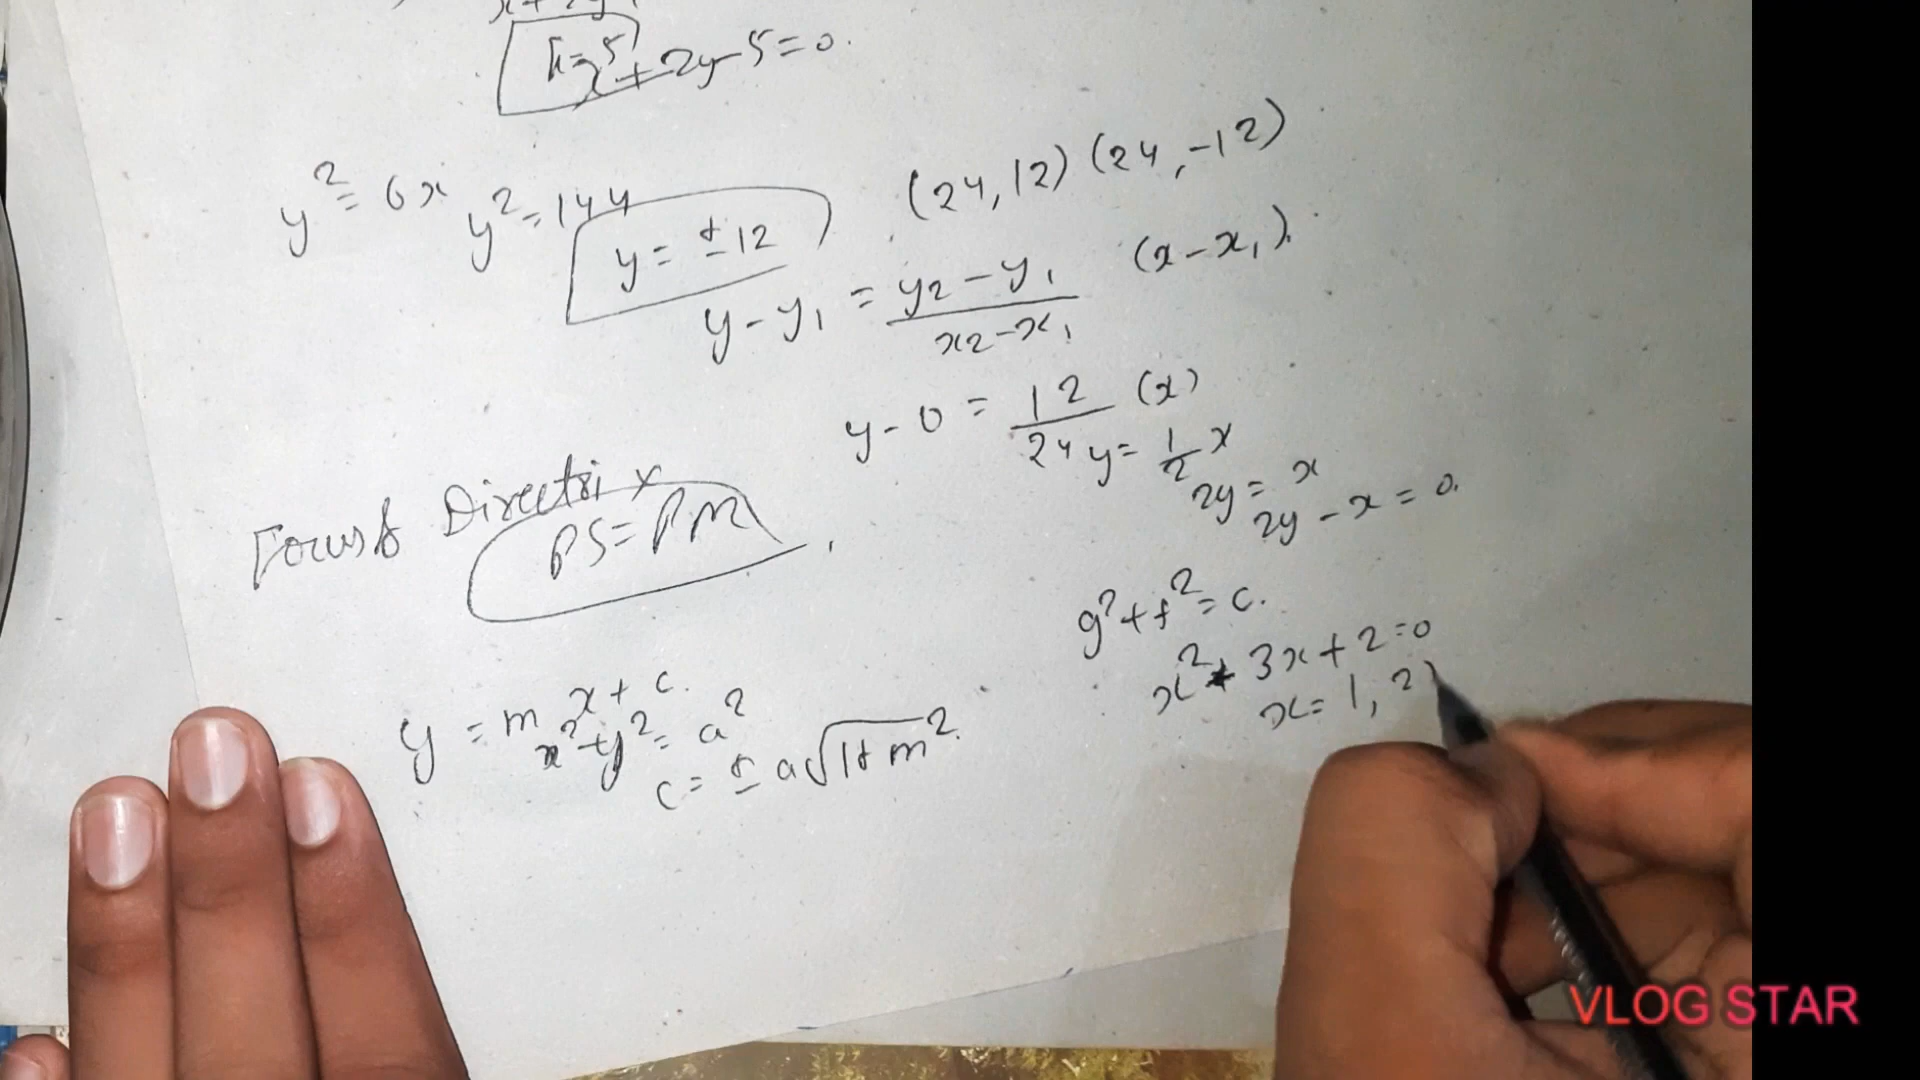 x + 2y
k=5
x+2y-5=0.
y²=6x y²=144 (24,12) (24,-12)
y= ±12
y-y₁ = y₂-y₁ / x₂-x₁ (x-x₁).
y-0 = 12/24 (x)
y= 1/2 x
2y= x
2y-x=0.
Focus & Directrix
PS=PM
g²+f²=c.
x²+3x+2=0
x=1, 2
y=mx+c.
x²+y²=a²
c=±a√1+m².
VLOG STAR